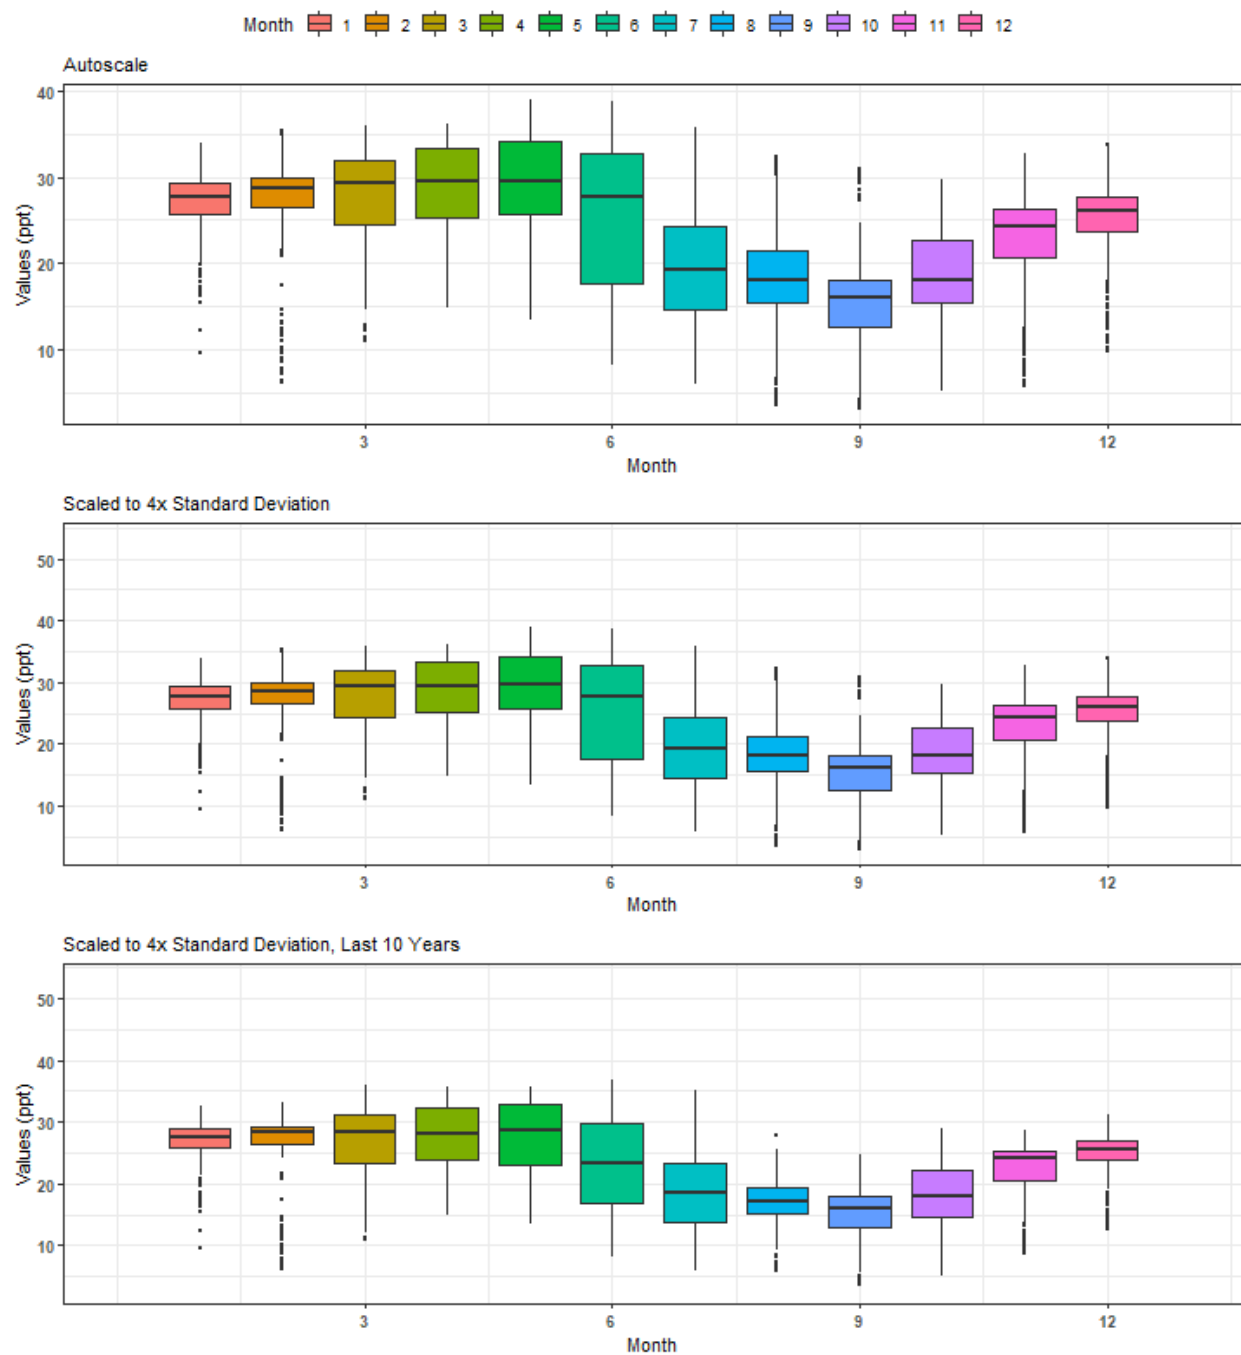 Month 1 2 3 4 5 6 7 8 9 10 11 12
Autoscale
Values (ppt)
40
30
20
10
3 6 9 12
Month
Scaled to 4x Standard Deviation
Values (ppt)
50
40
30
20
10
3 6 9 12
Month
Scaled to 4x Standard Deviation, Last 10 Years
Values (ppt)
50
40
30
20
10
3 6 9 12
Month